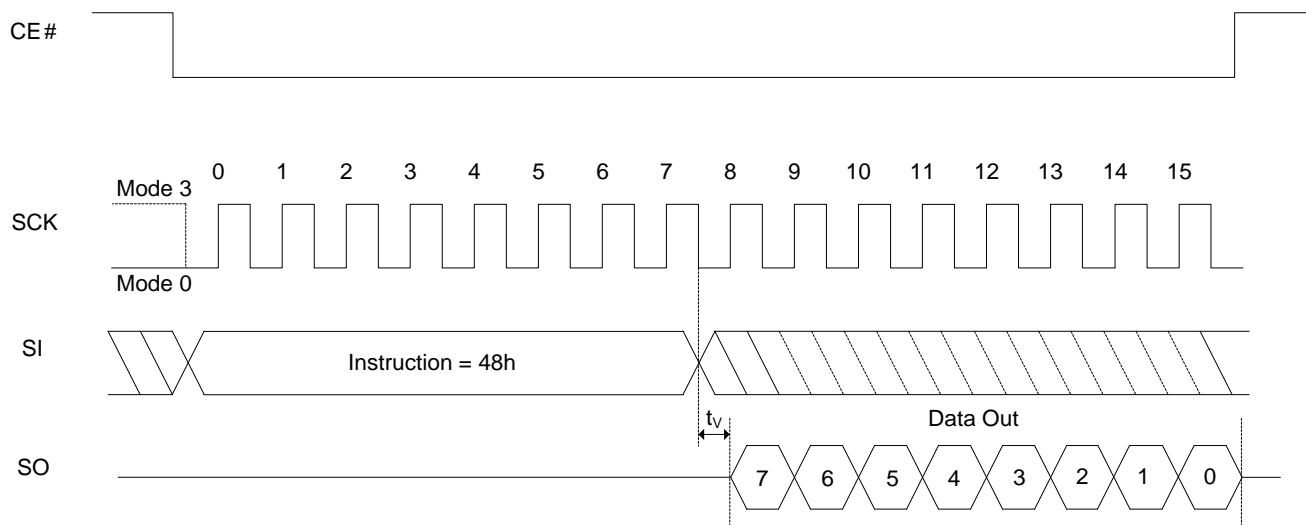 CE#
0 1 2 3 4 5 6 7 8 9 10 11 12 13 14 15
Mode 3
SCK
Mode 0
SI
Instruction = 48h
tV
Data Out
SO
7 6 5 4 3 2 1 0